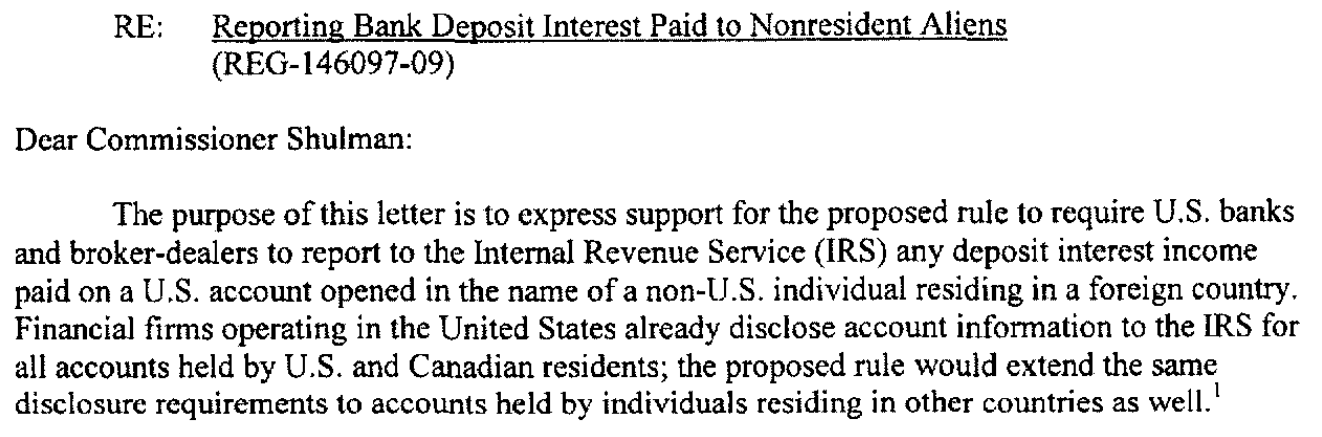 RE: Reporting Bank Deposit Interest Paid to Nonresident Aliens
(REG-146097-09)
Dear Commissioner Shulman:
The purpose of this letter is to express support for the proposed rule to require U.S. banks
and broker-dealers to report to the Internal Revenue Service (IRS) any deposit interest income
paid on a U.S. account opened in the name of a non-U.S. individual residing in a foreign country.
Financial firms operating in the United States already disclose account information to the IRS for
all accounts held by U.S. and Canadian residents; the proposed rule would extend the same
disclosure requirements to accounts held by individuals residing in other countries as well.1